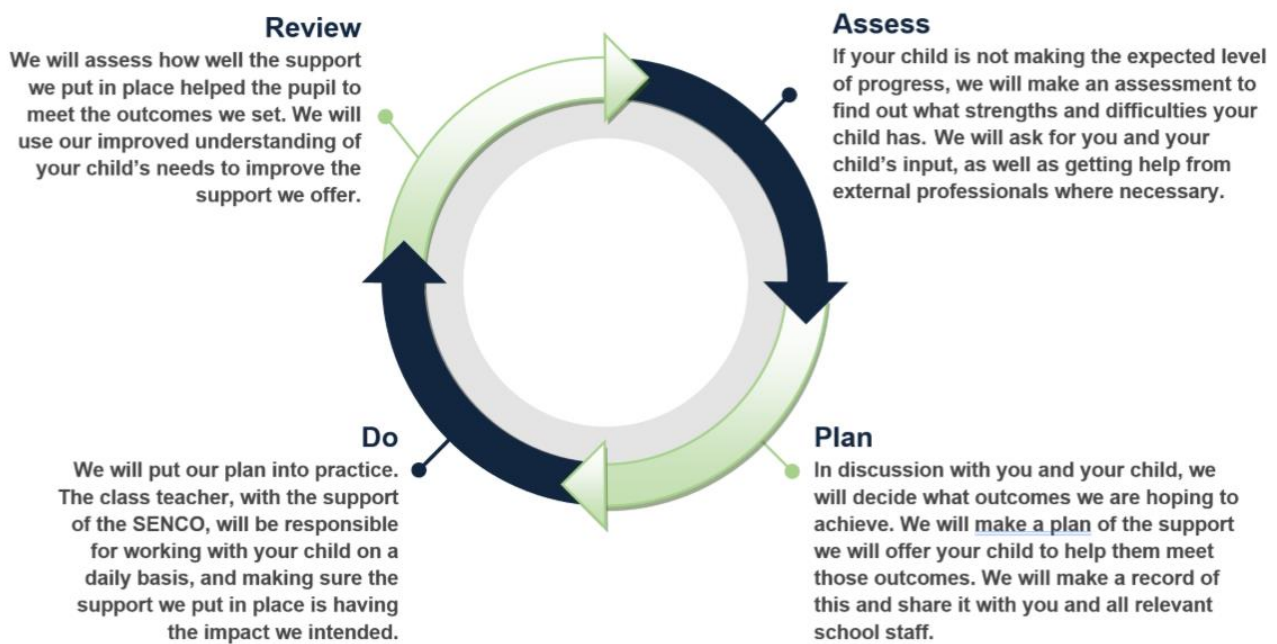 Review
We will assess how well the support
we put in place helped the pupil to
meet the outcomes we set. We will
use our improved understanding of
your child’s needs to improve the
support we offer.
Assess
If your child is not making the expected level
of progress, we will make an assessment to
find out what strengths and difficulties your
child has. We will ask for you and your
child’s input, as well as getting help from
external professionals where necessary.
Do
We will put our plan into practice.
The class teacher, with the support
of the SENCO, will be responsible
for working with your child on a
daily basis, and making sure the
support we put in place is having
the impact we intended.
Plan
In discussion with you and your child, we
will decide what outcomes we are hoping to
achieve. We will make a plan of the support
we will offer your child to help them meet
those outcomes. We will make a record of
this and share it with you and all relevant
school staff.